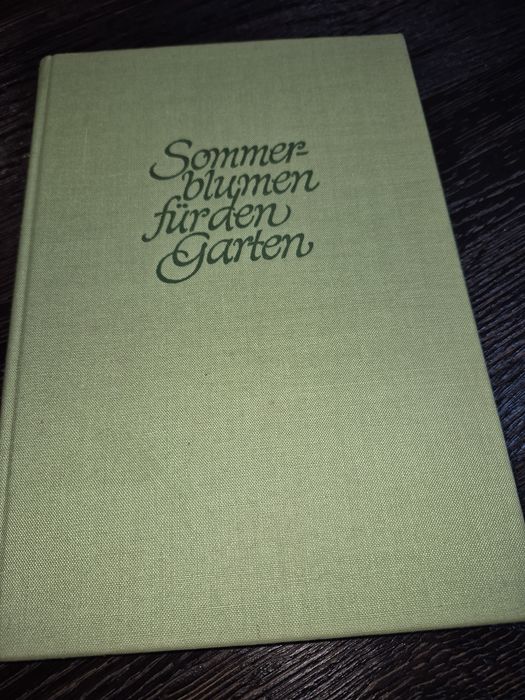 Sommer-
blumen
für den
Garten